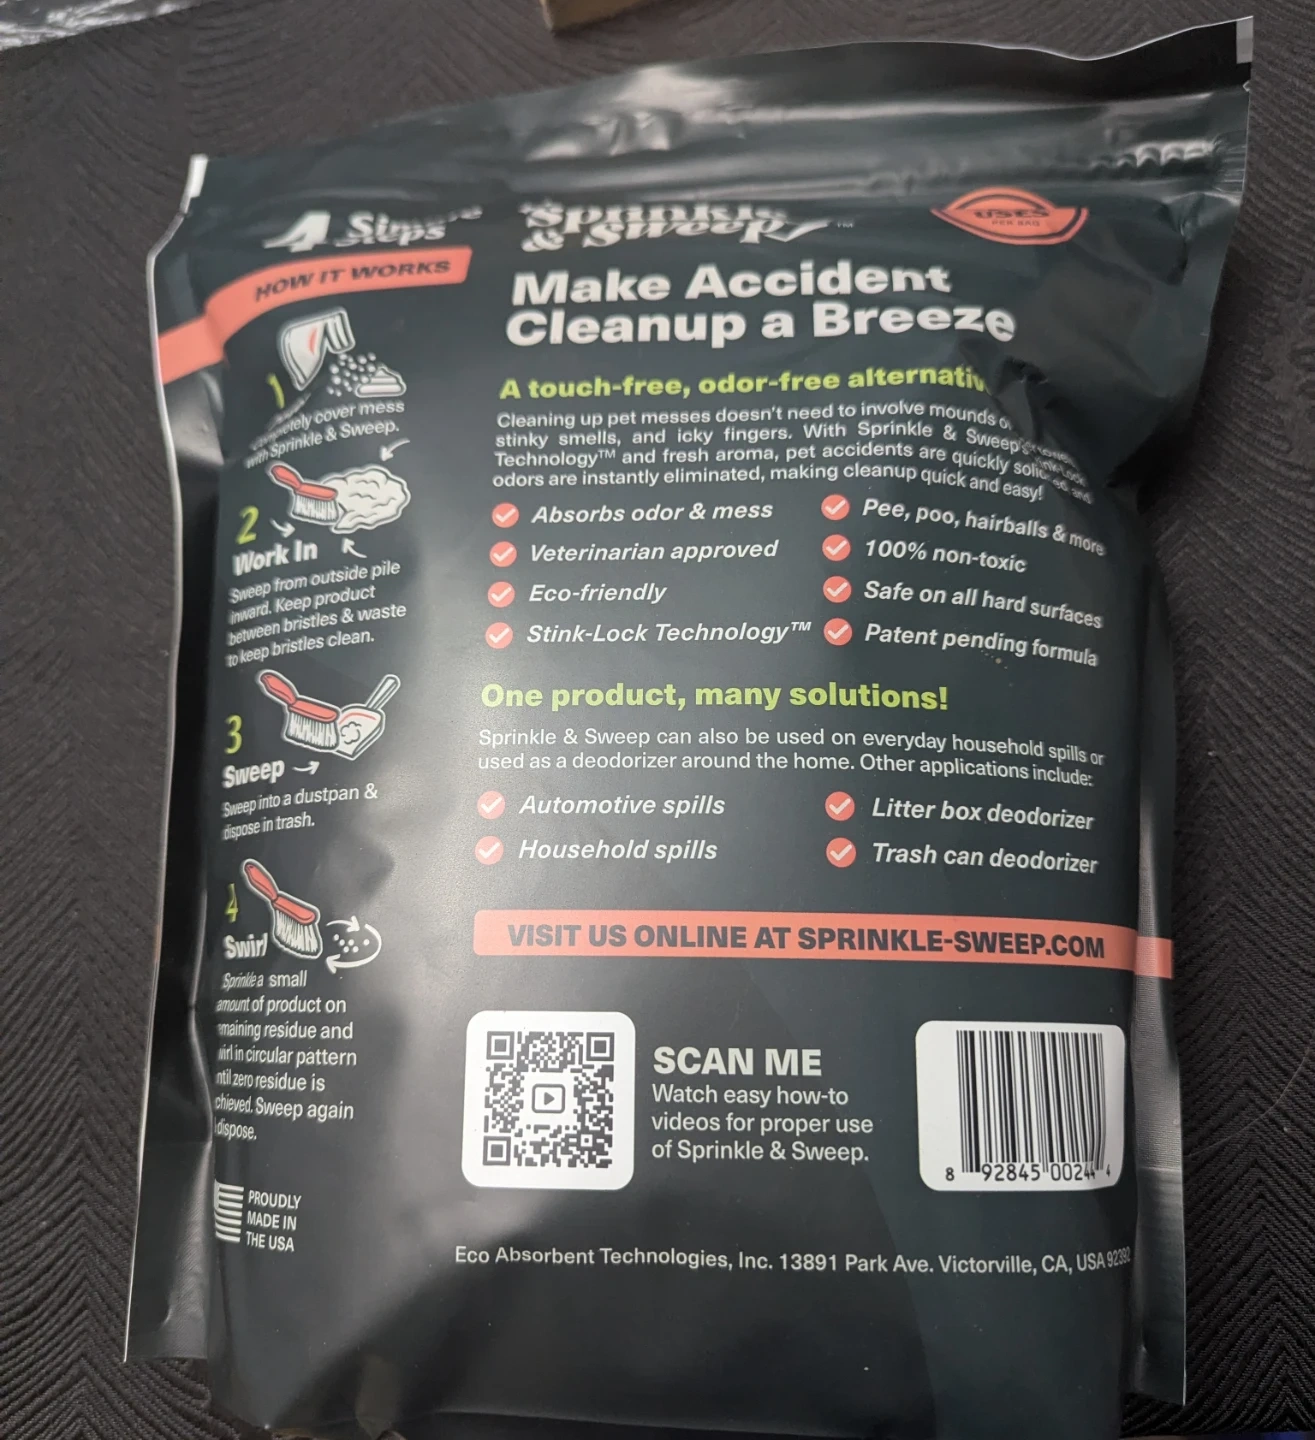 4 Simple
Steps
HOW IT WORKS
1
cover mess
with Sprinkle & Sweep.
2
Work In
Sweep from outside pile
inward. Keep product
between bristles & waste
to keep bristles clean.
3
Sweep
Sweep into a dustpan &
dispose in trash.
4
Swirl
Sprinkle a small
amount of product on
residue and
in circular pattern
zero residue is
Sweep again
dispose.
PROUDLY
MADE IN
THE USA
Sprinkle
& Sweep™
USES
PER BAG
Make Accident
Cleanup a Breeze
A touch-free, odor-free
Cleaning up pet messes doesn't need to involve mounds
stinky smells, and icky fingers. With Sprinkle & Sweep's
Technology™ and fresh aroma, pet accidents are quickly and
odors are instantly eliminated, making cleanup quick and easy!
Absorbs odor & mess
Pee, poo, hairballs & more
Veterinarian approved
100% non-toxic
Eco-friendly
Safe on all hard surfaces
Stink-Lock Technology™
Patent pending formula
One product, many solutions!
Sprinkle & Sweep can also be used on everyday household spills or
used as a deodorizer around the home. Other applications include:
Automotive spills
Litter box deodorizer
Household spills
Trash can deodorizer
VISIT US ONLINE AT SPRINKLE-SWEEP.COM
SCAN ME
Watch easy how-to
videos for proper use
of Sprinkle & Sweep.
8 92845 00244 4
Eco Absorbent Technologies, Inc. 13891 Park Ave. Victorville, CA, USA 92392